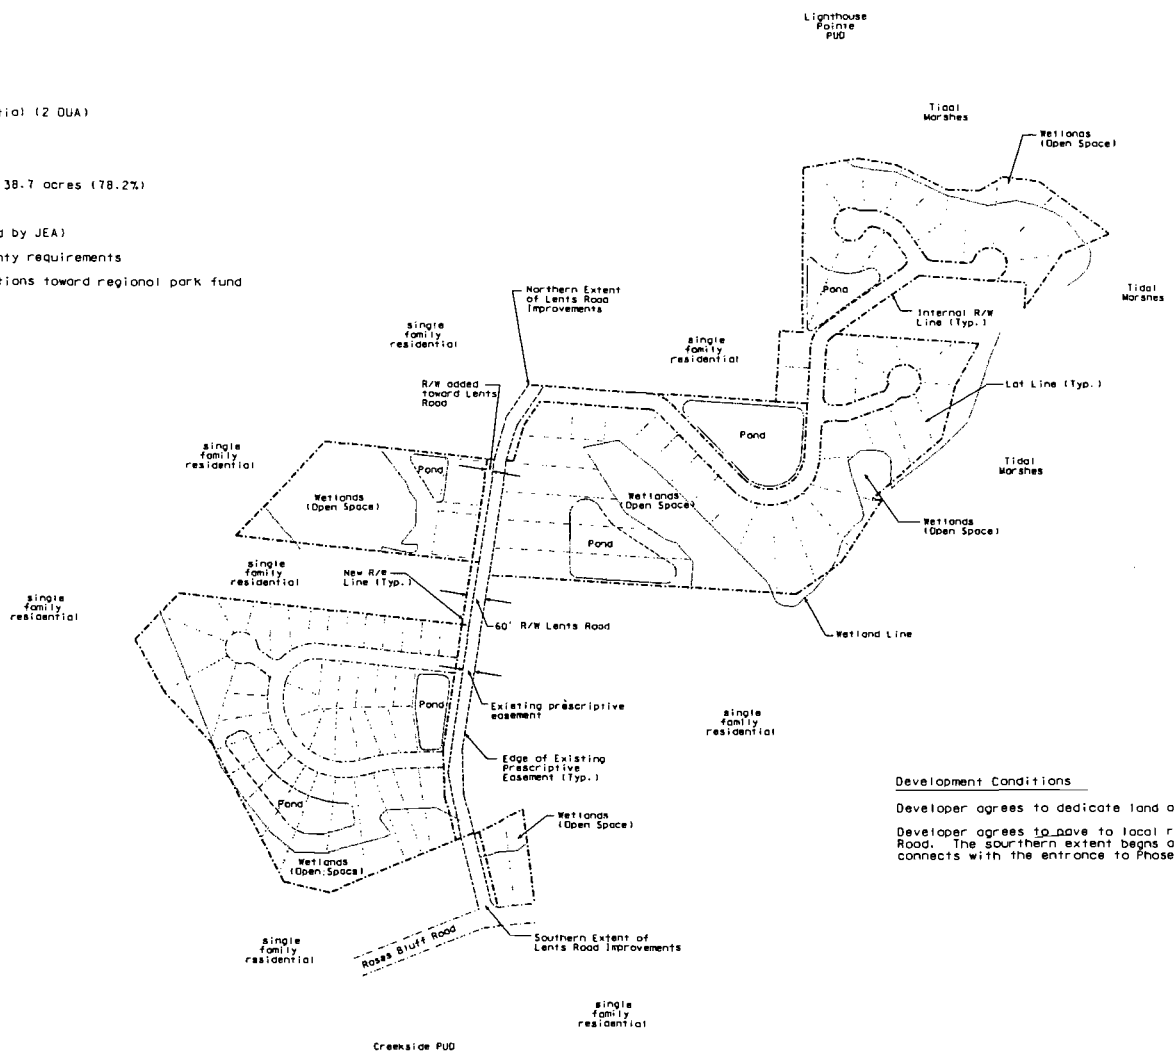 Lighthouse
Pointe
PUD
tial (2 DUA)
Tidal
Marshes
Wetlands
(Open Space)
38.7 acres (78.2%)
d by JEA)
nty requirements
tions toward regional park fund
Northern Extent
of Lents Road
Improvements
Pond
Tidal
Marshes
Internal R/W
Line (Typ.)
single
family
residential
single
family
residential
R/W added
toward Lents
Road
Lot Line (Typ.)
Pond
single
family
residential
Pond
Tidal
Marshes
Wetlands
(Open Space)
Wetlands
(Open Space)
Wetlands
(Open Space)
Pond
single
family
residential
New R/W
Line (Typ.)
single
family
residential
60' R/W Lents Road
Wetland Line
Pond
Existing prescriptive
easement
single
family
residential
Edge of Existing
Prescriptive
Easement (Typ.)
Development Conditions
Developer agrees to dedicate land o
Developer agrees to pave to local r
Road. The sourthern extent begns a
connects with the entrance to Phase
Pond
Wetlands
(Open Space)
Wetlands
(Open Space)
Southern Extent of
Lents Road Improvements
single
family
residential
Roses Bluff Road
single
family
residential
Creekside PUD